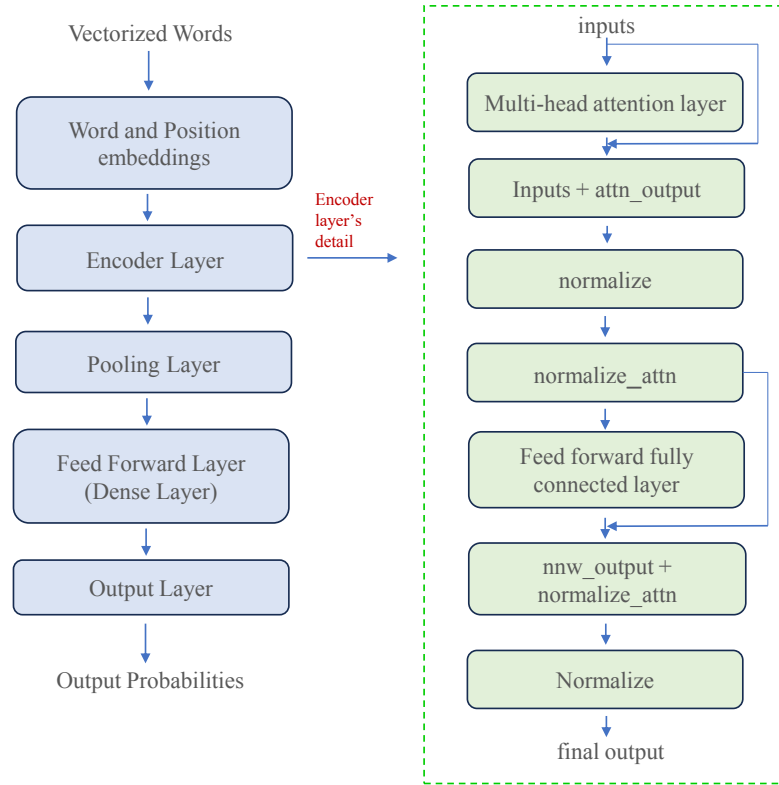 Vectorized Words
Word and Position
embeddings
Encoder Layer
Pooling Layer
Feed Forward Layer
(Dense Layer)
Output Layer
Output Probabilities
Encoder
layer's
detail
inputs
Multi-head attention layer
Inputs + attn_output
normalize
normalize_attn
Feed forward fully
connected layer
nnw_output +
normalize_attn
Normalize
final output